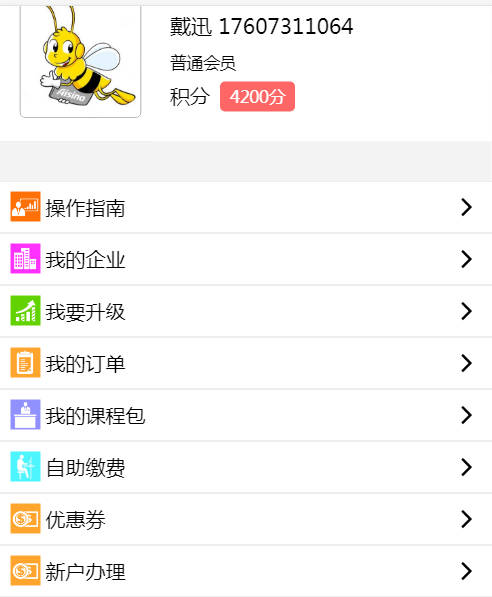 Aisino
戴迅 17607311064
普通会员
积分 4200分
操作指南
我的企业
我要升级
我的订单
我的课程包
自助缴费
优惠券
新户办理